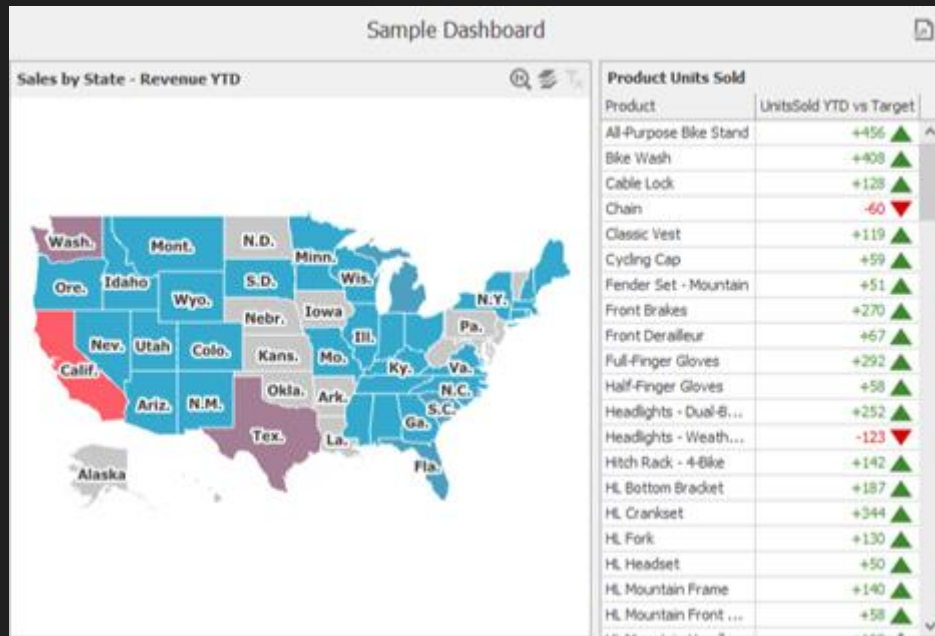 Sample Dashboard
Sales by State - Revenue YTD
Wash.
Mont.
N.D.
Minn.
Ore.
Idaho
S.D.
Wis.
Wyo.
N.Y.
Nebr.
Iowa
Pa.
Nev.
Utah
Colo.
Ill.
Calif.
Kans.
Mo.
Ky.
Va.
Ariz.
N.M.
Okla.
Ark.
N.C.
S.C.
Tex.
La.
Ga.
Fla.
Alaska
Product Units Sold
Product UnitsSold YTD vs Target
All-Purpose Bike Stand +456
Bike Wash +408
Cable Lock +128
Chain -60
Classic Vest +119
Cycling Cap +59
Fender Set - Mountain +51
Front Brakes +270
Front Derailleur +67
Full-Finger Gloves +292
Half-Finger Gloves +58
Headlights - Dual-B... +252
Headlights - Weath... -123
Hitch Rack - 4-Bike +142
HL Bottom Bracket +187
HL Crankset +344
HL Fork +130
HL Headset +50
HL Mountain Frame +140
HL Mountain Front ... +58